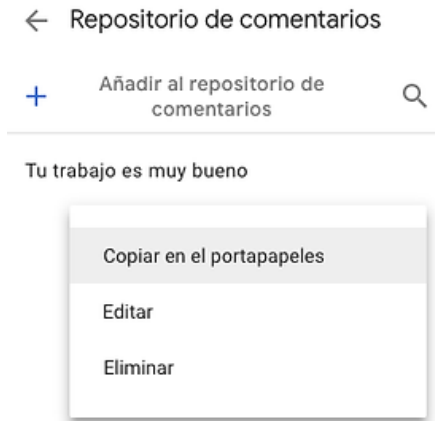 Repositorio de comentarios
Añadir al repositorio de
comentarios
Tu trabajo es muy bueno
Copiar en el portapapeles
Editar
Eliminar